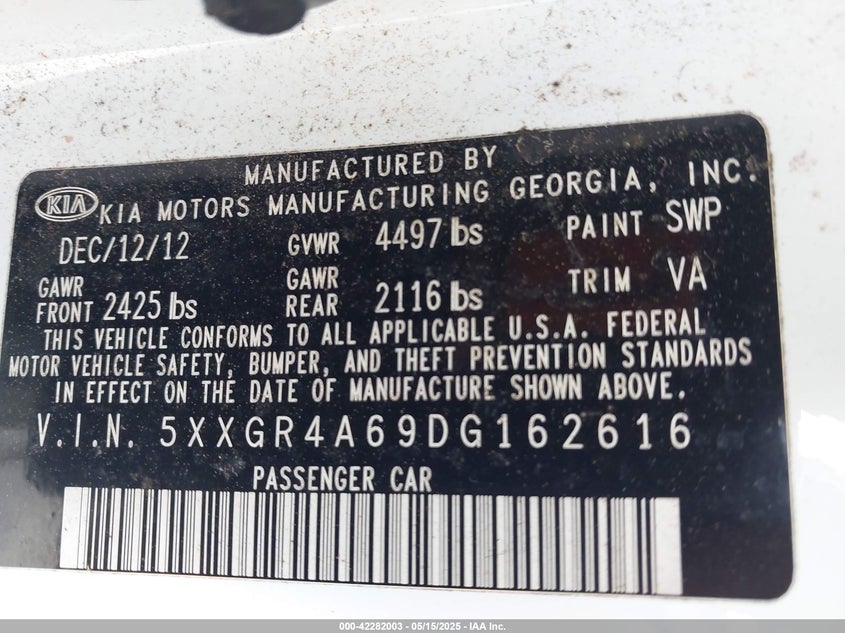 MANUFACTURED BY
KIA KIA MOTORS MANUFACTURING GEORGIA, INC.
DEC/12/12 GVWR 4497 lbs PAINT SWP
GAWR FRONT 2425 lbs GAWR REAR 2116 lbs TRIM VA
THIS VEHICLE CONFORMS TO ALL APPLICABLE U.S.A. FEDERAL
MOTOR VEHICLE SAFETY, BUMPER, AND THEFT PREVENTION STANDARDS
IN EFFECT ON THE DATE OF MANUFACTURE SHOWN ABOVE.
V.I.N. 5XXGR4A69DG162616
PASSENGER CAR
000-42282003 - 05/15/2025 - IAA Inc.